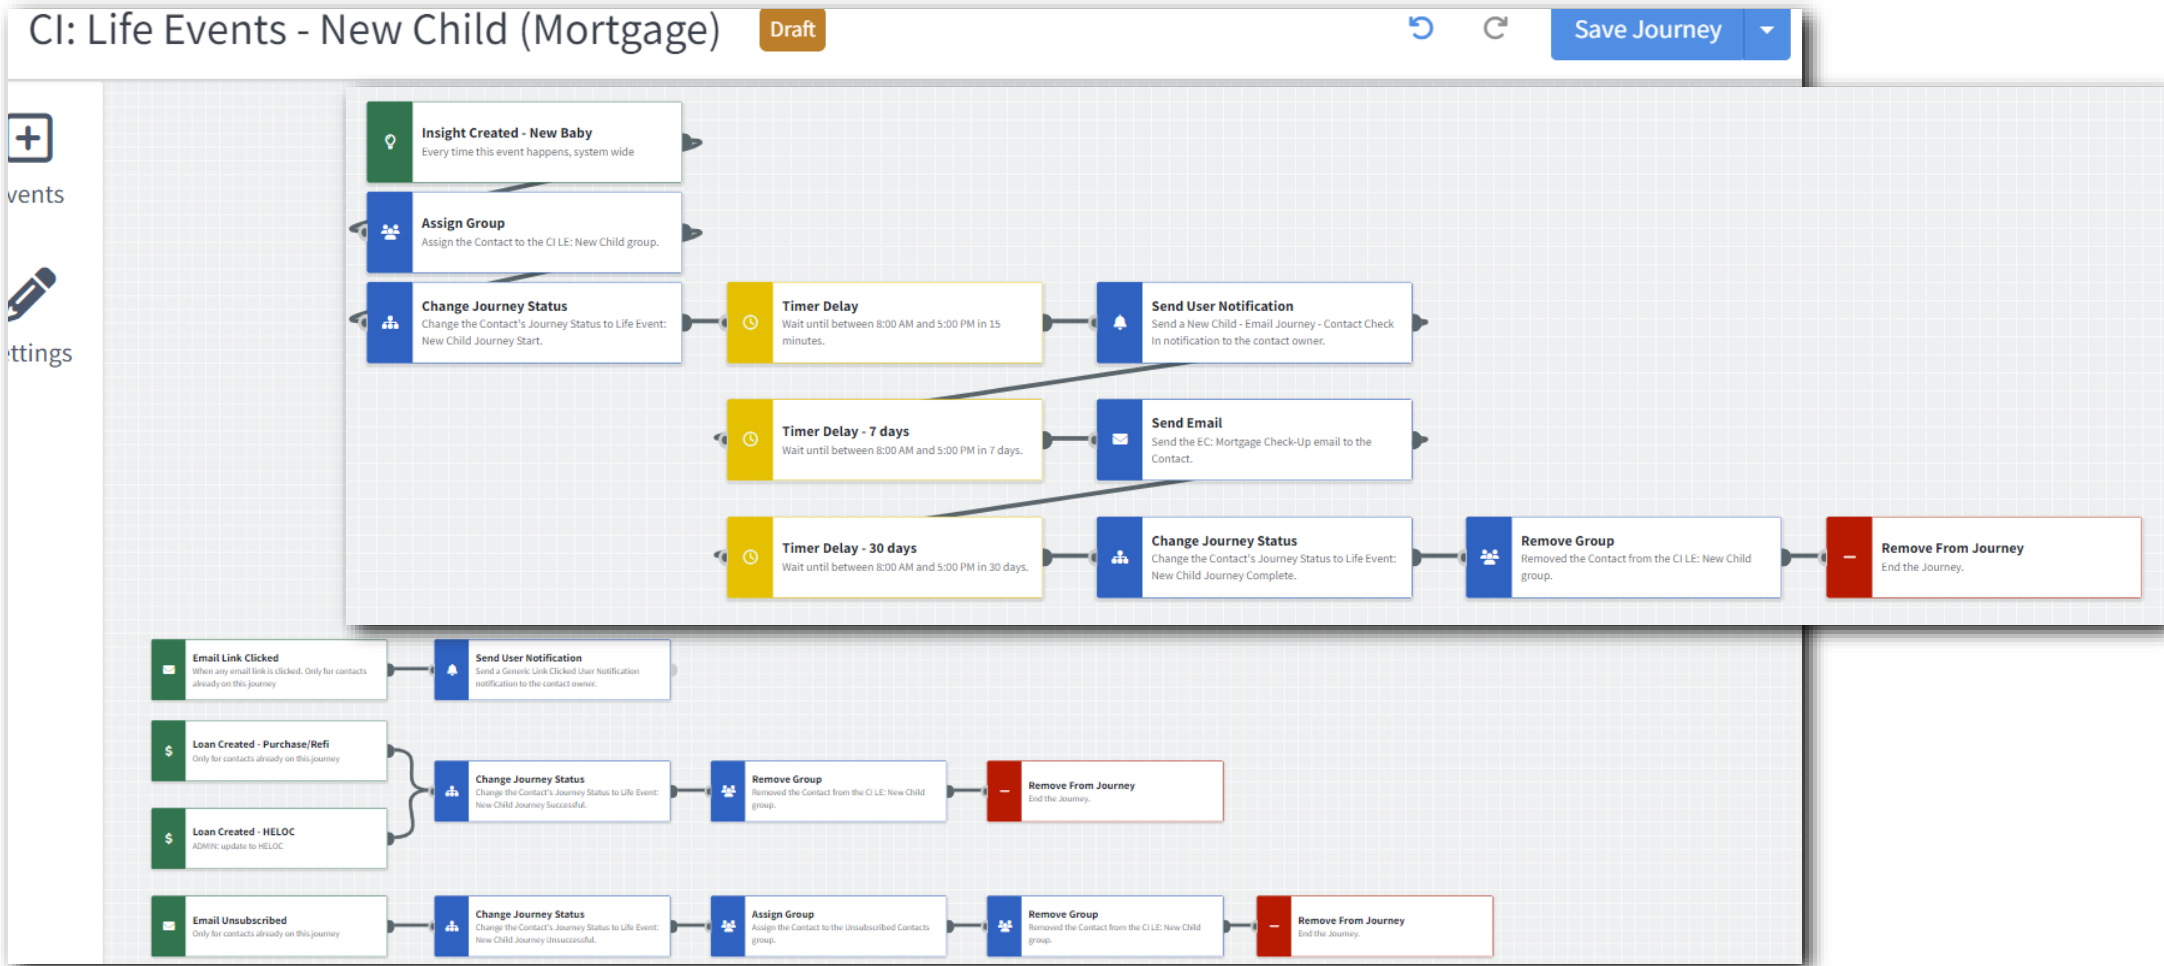 CI: Life Events - New Child (Mortgage)
Draft
Save Journey
vents
ettings
Insight Created - New Baby
Every time this event happens, system wide
Assign Group
Assign the Contact to the CI LE: New Child group.
Change Journey Status
Change the Contact's Journey Status to Life Event:
New Child Journey Start.
Timer Delay
Wait until between 8:00 AM and 5:00 PM in 15
minutes.
Send User Notification
Send a New Child - Email Journey - Contact Check
In notification to the contact owner.
Timer Delay - 7 days
Wait until between 8:00 AM and 5:00 PM in 7 days.
Send Email
Send the EC: Mortgage Check-Up email to the
Contact.
Timer Delay - 30 days
Wait until between 8:00 AM and 5:00 PM in 30 days.
Change Journey Status
Change the Contact's Journey Status to Life Event:
New Child Journey Complete.
Remove Group
Removed the Contact from the CI LE: New Child
group.
Remove From Journey
End the Journey.
Email Link Clicked
When any email link is clicked. Only for contacts
already on this journey
Send User Notification
Send a Generic Link Clicked User Notification
notification to the contact owner.
Loan Created - Purchase/Refi
Only for contacts already on this journey
Loan Created - HELOC
ADMIN: update to HELOC
Change Journey Status
Change the Contact's Journey Status to Life Event:
New Child Journey Successful.
Remove Group
Removed the Contact from the CI LE: New Child
group.
Remove From Journey
End the Journey.
Email Unsubscribed
Only for contacts already on this journey
Change Journey Status
Change the Contact's Journey Status to Life Event:
New Child Journey Unsuccessful.
Assign Group
Assign the Contact to the Unsubscribed Contacts
group.
Remove Group
Removed the Contact from the CI LE: New Child
group.
Remove From Journey
End the Journey.